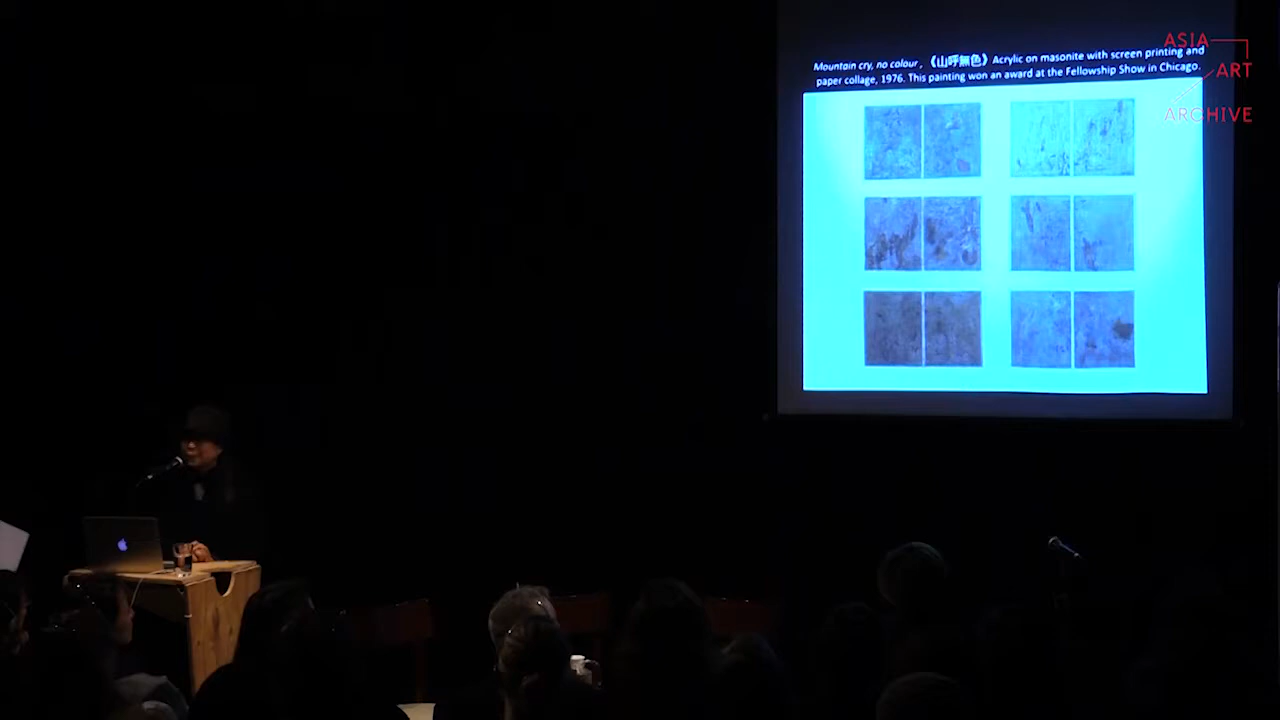 Mountain cry, no colour , 《山呼無色》 Acrylic on masonite with screen printing and
paper collage, 1976. This painting won an award at the Fellowship Show in Chicago.
ASIA
ART
ARCHIVE